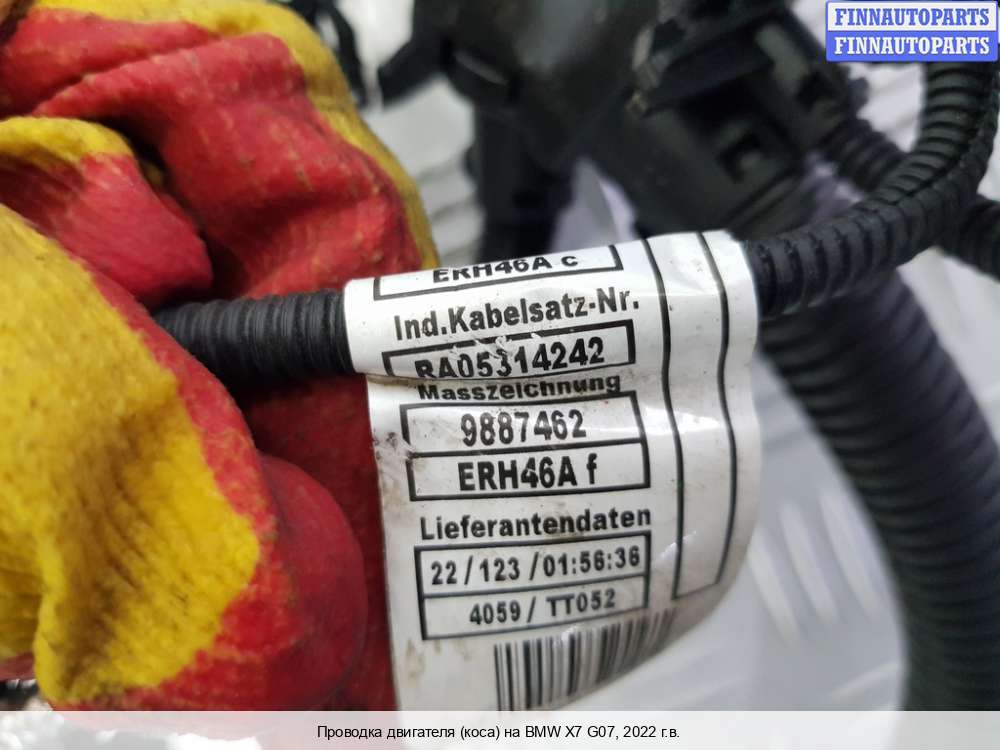 FINNAUTOPARTS
FINNAUTOPARTS
ERH46A c
Ind.Kabelsatz-Nr.
RA05314242
Masszeichnung
9887462
ERH46A f
Lieferantendaten
22/123/01:56:36
4059/TT052
Проводка двигателя (коса) на BMW X7 G07, 2022 г.в.